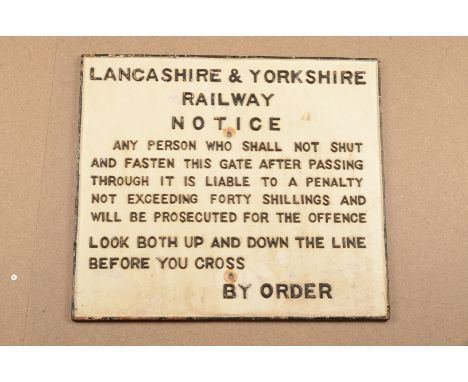 LANCASHIRE & YORKSHIRE
RAILWAY
NOTICE
ANY PERSON WHO SHALL NOT SHUT
AND FASTEN THIS GATE AFTER PASSING
THROUGH IT IS LIABLE TO A PENALTY
NOT EXCEEDING FORTY SHILLINGS AND
WILL BE PROSECUTED FOR THE OFFENCE
LOOK BOTH UP AND DOWN THE LINE
BEFORE YOU CROSS
BY ORDER